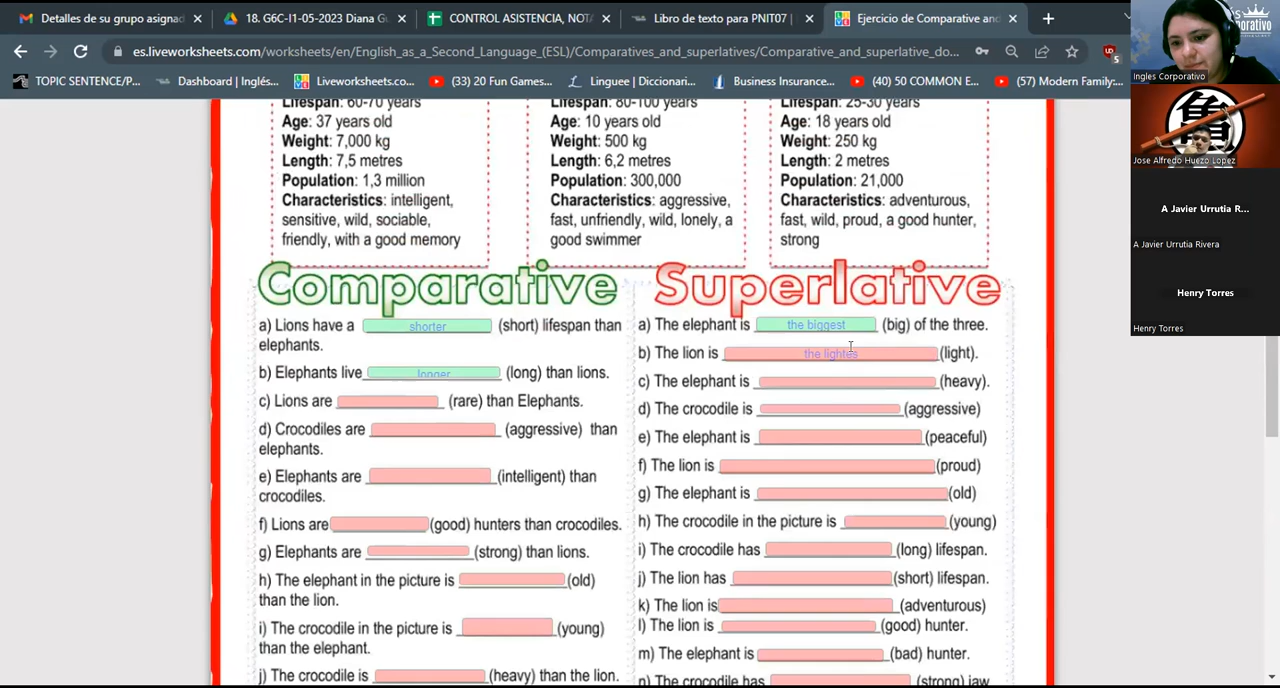 Detalles de su grupo asignad
18. G6C-I1-05-2023 Diana Gu
CONTROL ASISTENCIA, NOTA
Libro de texto para PNIT07 |
Ejercicio de Comparative and
es.liveworksheets.com/worksheets/en/English_as_a_Second_Language_(ESL)/Comparatives_and_superlatives/Comparative_and_superlative_do...
5
TOPIC SENTENCE/P...
Dashboard | Inglés...
Liveworksheets.co...
(33) 20 Fun Games...
Linguee | Diccionari...
Business Insurance...
(40) 50 COMMON E...
(57) Modern Family:...
Ingles Corporativo
Jose Alfredo Huezo Lopez
A Javier Urrutia R...
A Javier Urrutia Rivera
Henry Torres
Henry Torres
Lifespan: 60-70 years
Age: 37 years old
Weight: 7,000 kg
Length: 7,5 metres
Population: 1,3 million
Characteristics: intelligent,
sensitive, wild, sociable,
friendly, with a good memory
Lifespan: 80-100 years
Age: 10 years old
Weight: 500 kg
Length: 6,2 metres
Population: 300,000
Characteristics: aggressive,
fast, unfriendly, wild, lonely, a
good swimmer
Lifespan: 25-30 years
Age: 18 years old
Weight: 250 kg
Length: 2 metres
Population: 21,000
Characteristics: adventurous,
fast, wild, proud, a good hunter,
strong
Comparative
a) Lions have a shorter (short) lifespan than
elephants.
b) Elephants live longer (long) than lions.
c) Lions are (rare) than Elephants.
d) Crocodiles are (aggressive) than
elephants.
e) Elephants are (intelligent) than
crocodiles.
f) Lions are (good) hunters than crocodiles.
g) Elephants are (strong) than lions.
h) The elephant in the picture is (old)
than the lion.
i) The crocodile in the picture is (young)
than the elephant.
j) The crocodile is (heavy) than the lion.
Superlative
a) The elephant is the biggest (big) of the three.
b) The lion is the lightes (light).
c) The elephant is (heavy).
d) The crocodile is (aggressive)
e) The elephant is (peaceful)
f) The lion is (proud)
g) The elephant is (old)
h) The crocodile in the picture is (young)
i) The crocodile has (long) lifespan.
j) The lion has (short) lifespan.
k) The lion is (adventurous)
l) The lion is (good) hunter.
m) The elephant is (bad) hunter.
n) The crocodile has (strong) jaw